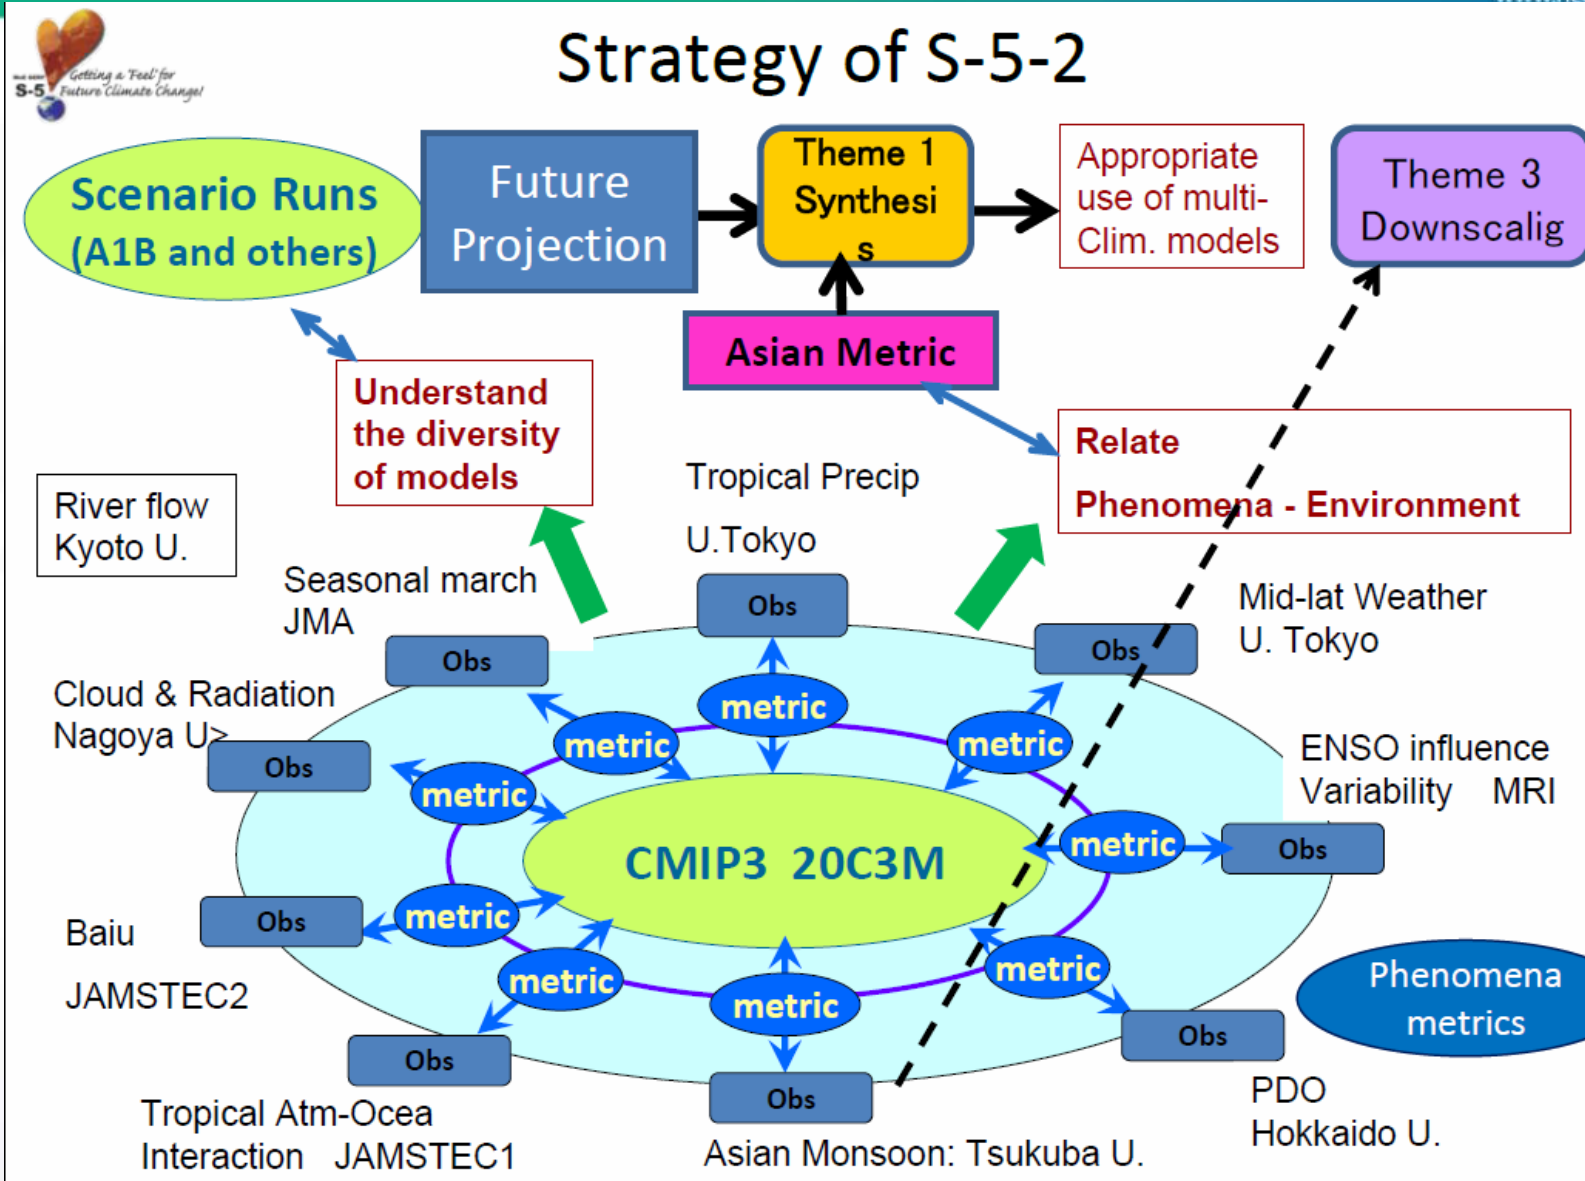 Strategy of S-5-2
Getting a 'Feel' for
S-5 Future Climate Change!
Scenario Runs
(A1B and others)
Future
Projection
Theme 1
Synthesi
s
Appropriate
use of multi-
Clim. models
Theme 3
Downscalig
Asian Metric
Understand
the diversity
of models
Relate
Phenomena - Environment
River flow
Kyoto U.
Tropical Precip
U.Tokyo
Seasonal march
JMA
Mid-lat Weather
U. Tokyo
Cloud & Radiation
Nagoya U>
ENSO influence
Variability MRI
Baiu
JAMSTEC2
Tropical Atm-Ocea
Interaction JAMSTEC1
Asian Monsoon: Tsukuba U.
PDO
Hokkaido U.
Phenomena
metrics
CMIP3 20C3M
Obs
Obs
Obs
Obs
Obs
Obs
Obs
Obs
Obs
metric
metric
metric
metric
metric
metric
metric
metric
metric